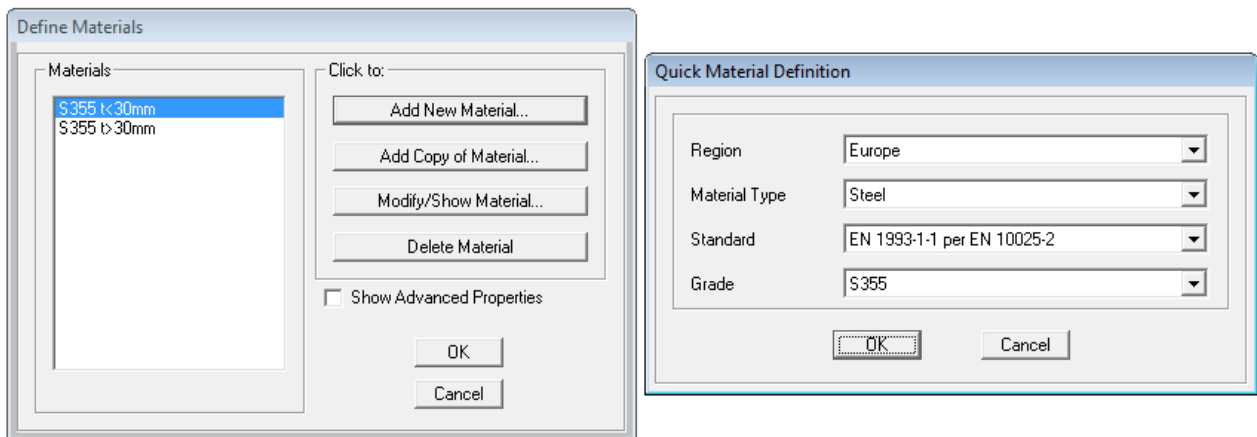 Define Materials
Materials
S355 t<30mm
S355 t>30mm
Click to:
Add New Material...
Add Copy of Material...
Modify/Show Material...
Delete Material
Show Advanced Properties
OK
Cancel
Quick Material Definition
Region Europe
Material Type Steel
Standard EN 1993-1-1 per EN 10025-2
Grade S355
OK Cancel